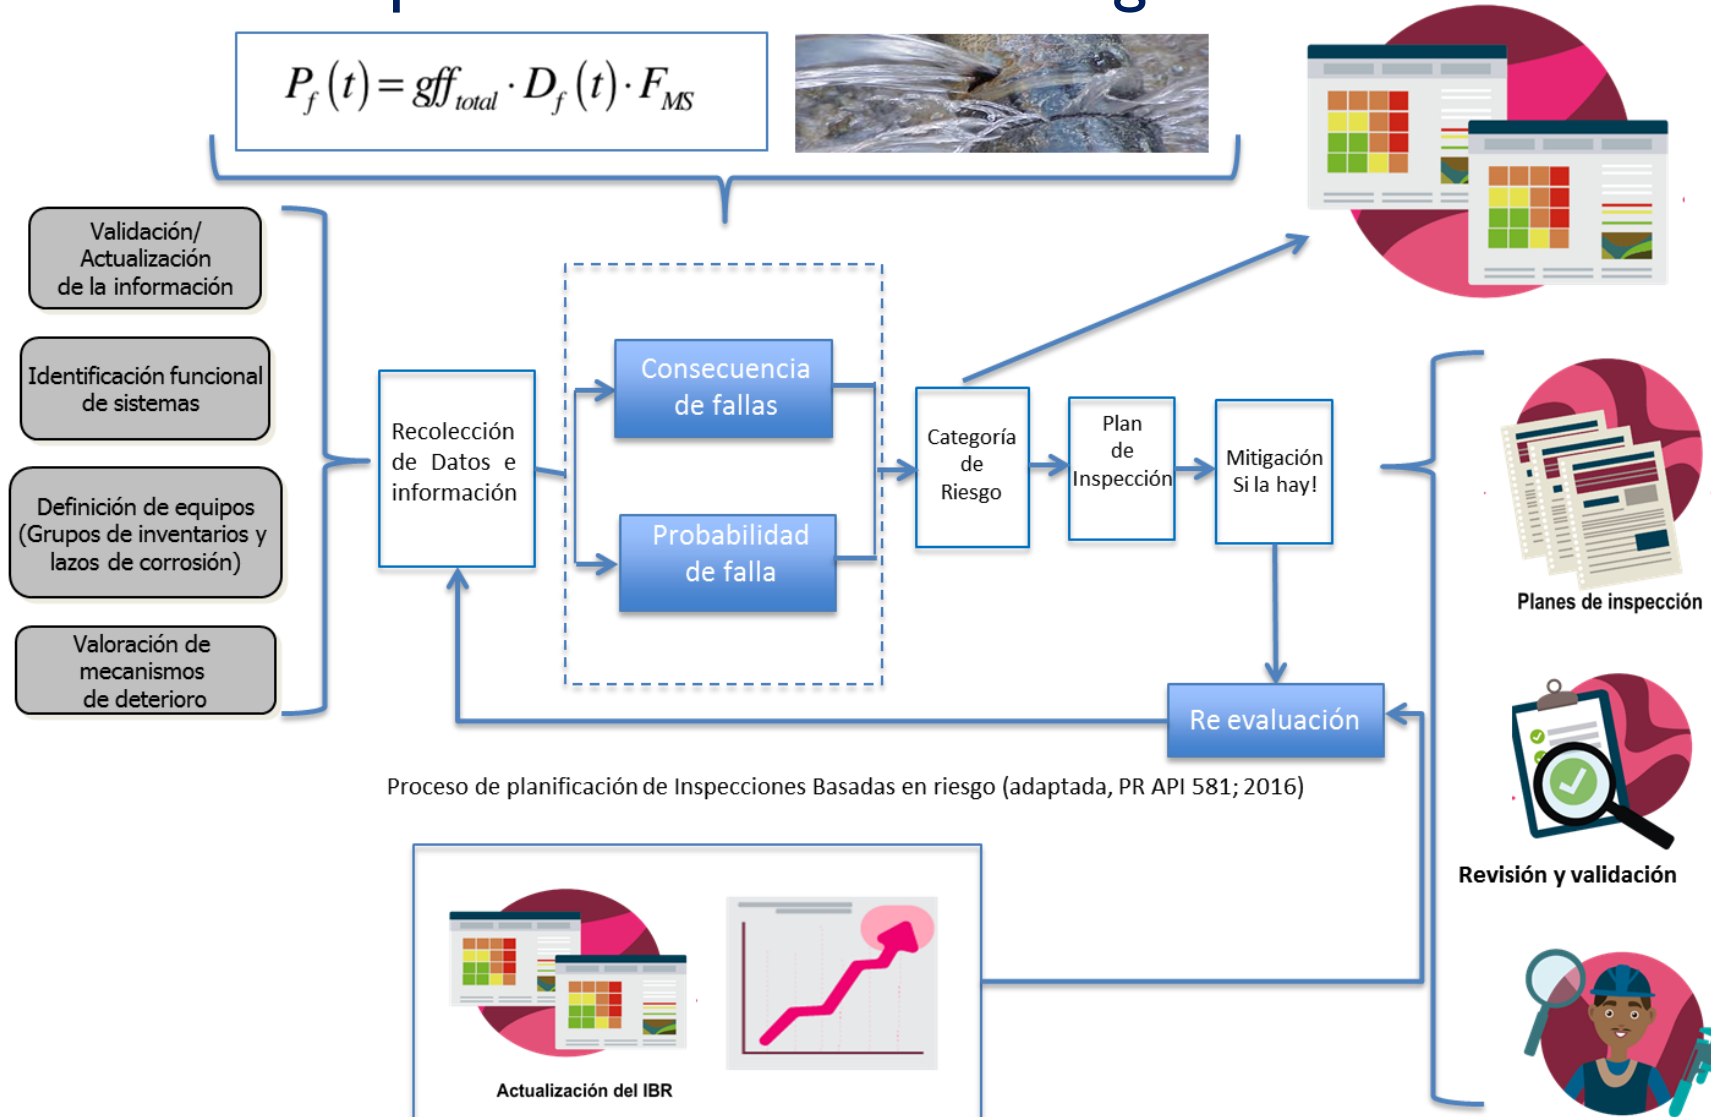 P_f (t) = gff_total · D_f (t) · F_MS
Validación/
Actualización
de la información
Identificación funcional
de sistemas
Definición de equipos
(Grupos de inventarios y
lazos de corrosión)
Valoración de
mecanismos
de deterioro
Recolección
de Datos e
información
Consecuencia
de fallas
Probabilidad
de falla
Categoría
de
Riesgo
Plan
de
Inspección
Mitigación
Si la hay!
Re evaluación
Planes de inspección
Revisión y validación
Proceso de planificación de Inspecciones Basadas en riesgo (adaptada, PR API 581; 2016)
Actualización del IBR